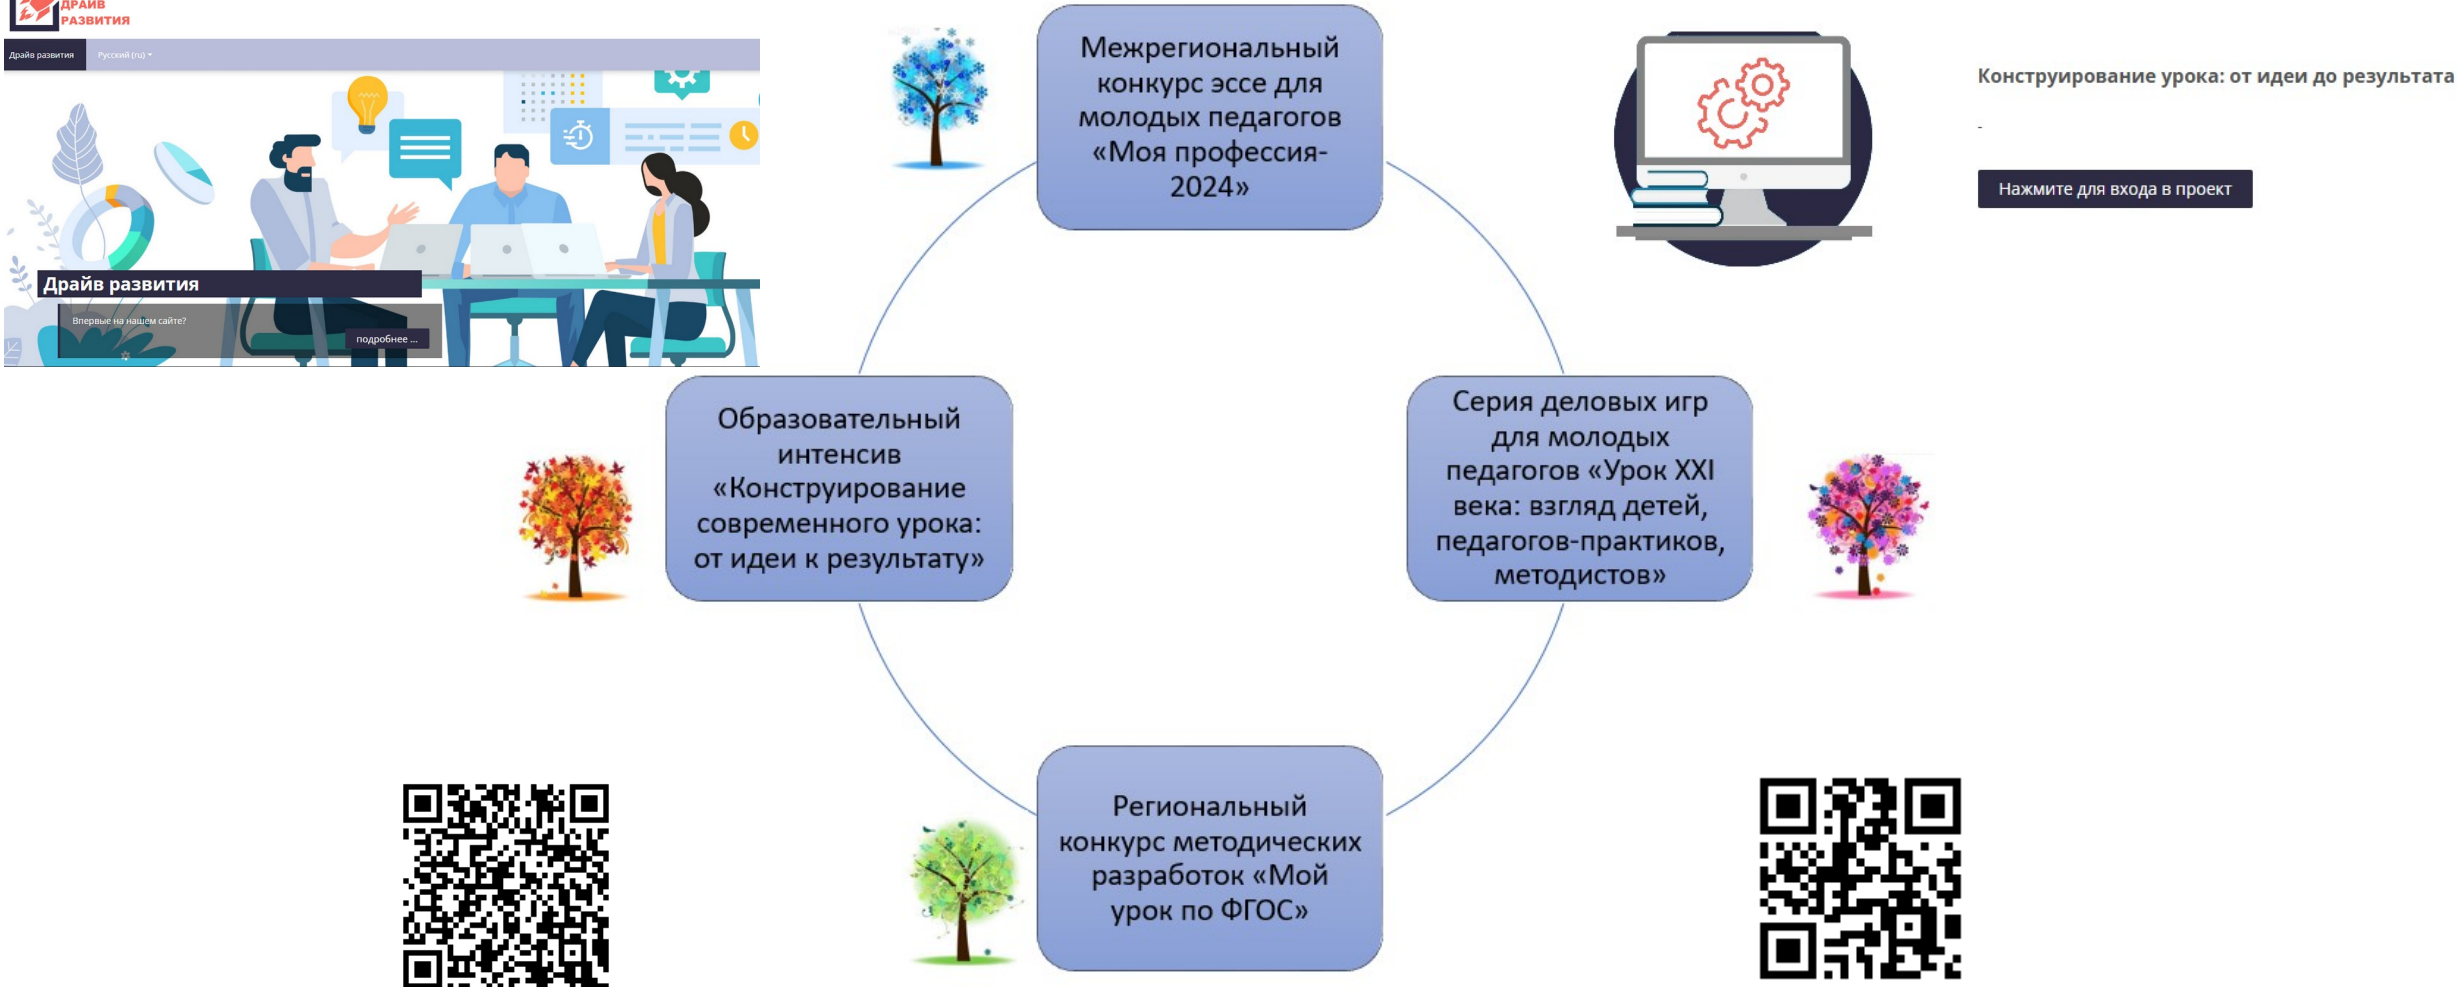 ДРАЙВ
РАЗВИТИЯ
Драйв развития
Русский (ru)
Драйв развития
Впервые на нашем сайте?
подробнее ...
Межрегиональный
конкурс эссе для
молодых педагогов
«Моя профессия-
2024»
Конструирование урока: от идеи до результата
-
Нажмите для входа в проект
Образовательный
интенсив
«Конструирование
современного урока:
от идеи к результату»
Серия деловых игр
для молодых
педагогов «Урок XXI
века: взгляд детей,
педагогов-практиков,
методистов»
Региональный
конкурс методических
разработок «Мой
урок по ФГОС»